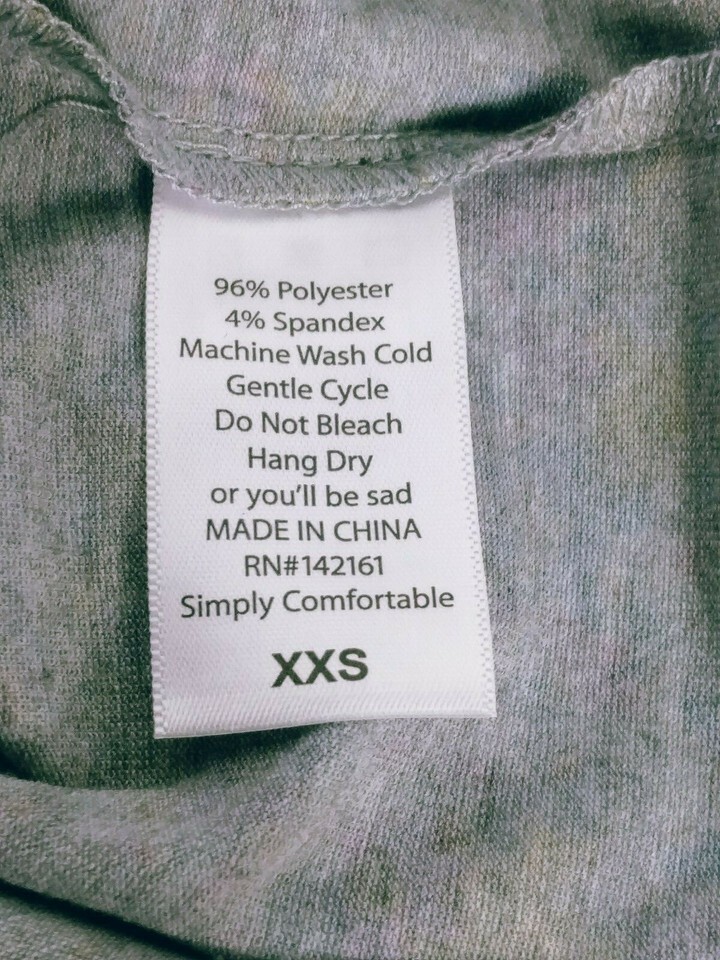 96% Polyester
4% Spandex
Machine Wash Cold
Gentle Cycle
Do Not Bleach
Hang Dry
or you'll be sad
MADE IN CHINA
RN#142161
Simply Comfortable
XXS